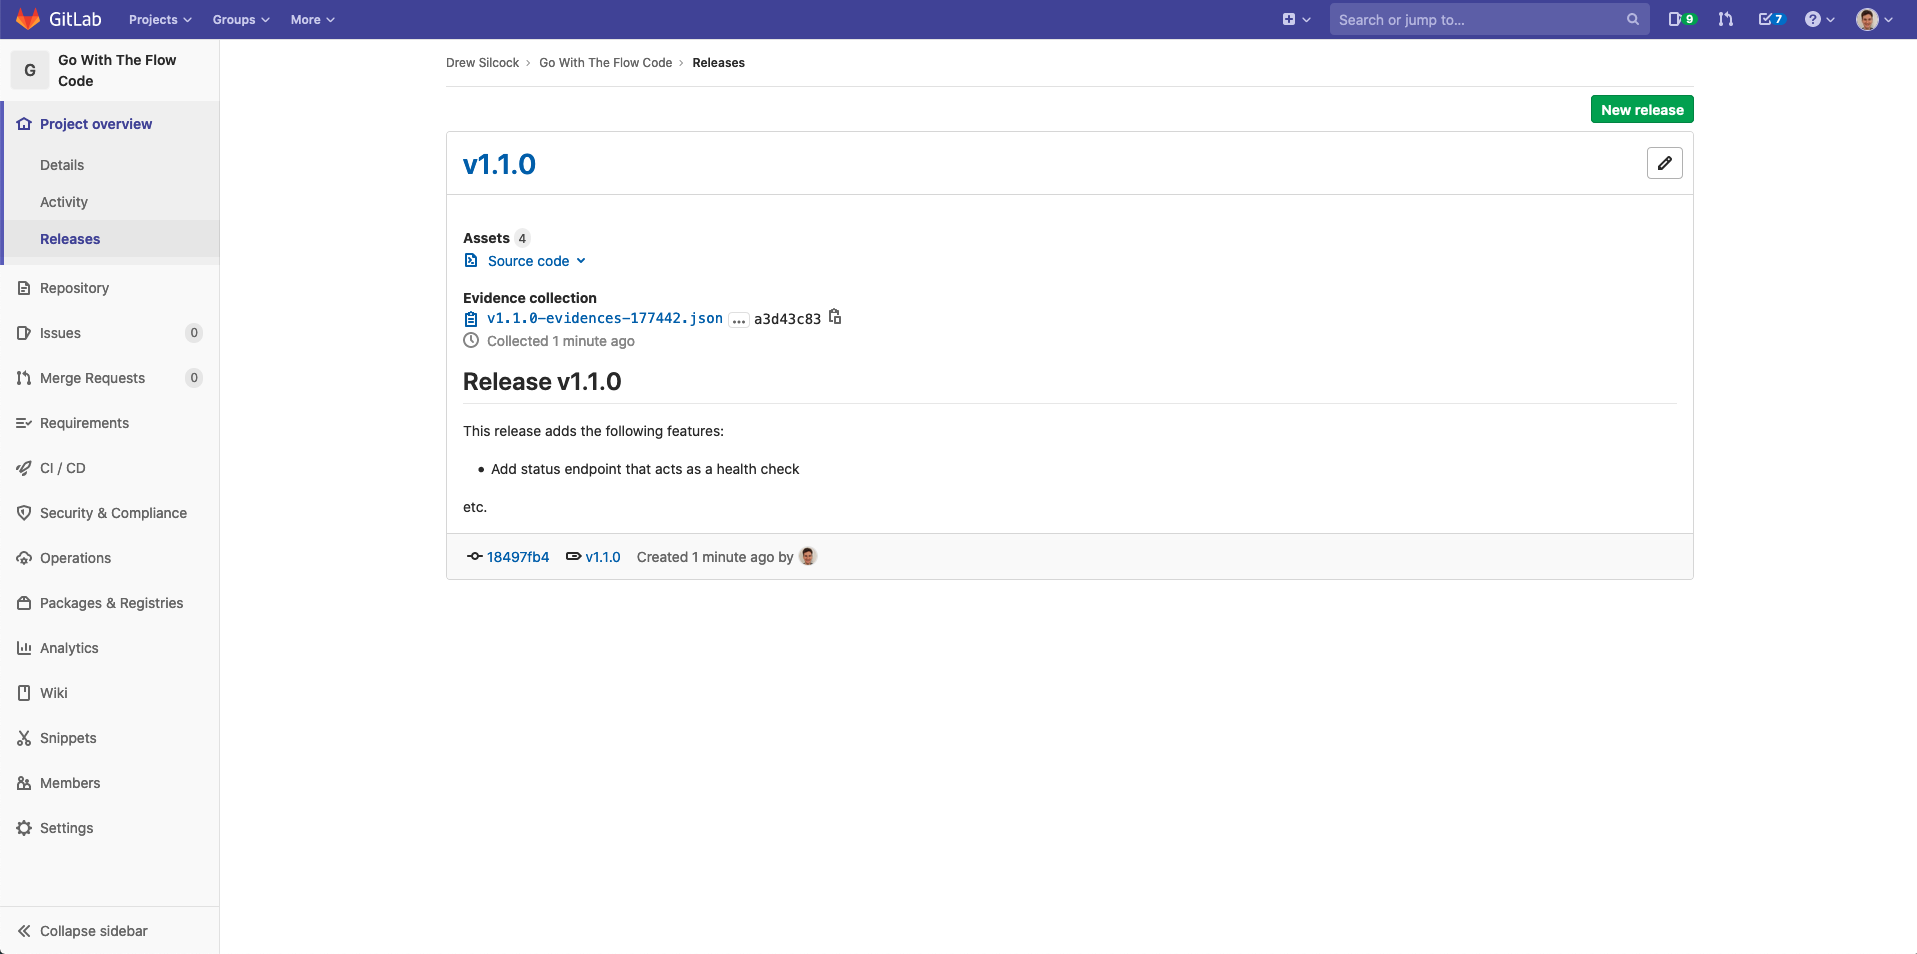 GitLab Projects Groups More Search or jump to... 9 7
G Go With The Flow
Code
Project overview
Details
Activity
Releases
Repository
Issues 0
Merge Requests 0
Requirements
CI / CD
Security & Compliance
Operations
Packages & Registries
Analytics
Wiki
Snippets
Members
Settings
Collapse sidebar
Drew Silcock › Go With The Flow Code › Releases
New release
v1.1.0
Assets 4
Source code
Evidence collection
v1.1.0-evidences-177442.json ... a3d43c83
Collected 1 minute ago
Release v1.1.0
This release adds the following features:
• Add status endpoint that acts as a health check
etc.
18497fb4 v1.1.0 Created 1 minute ago by